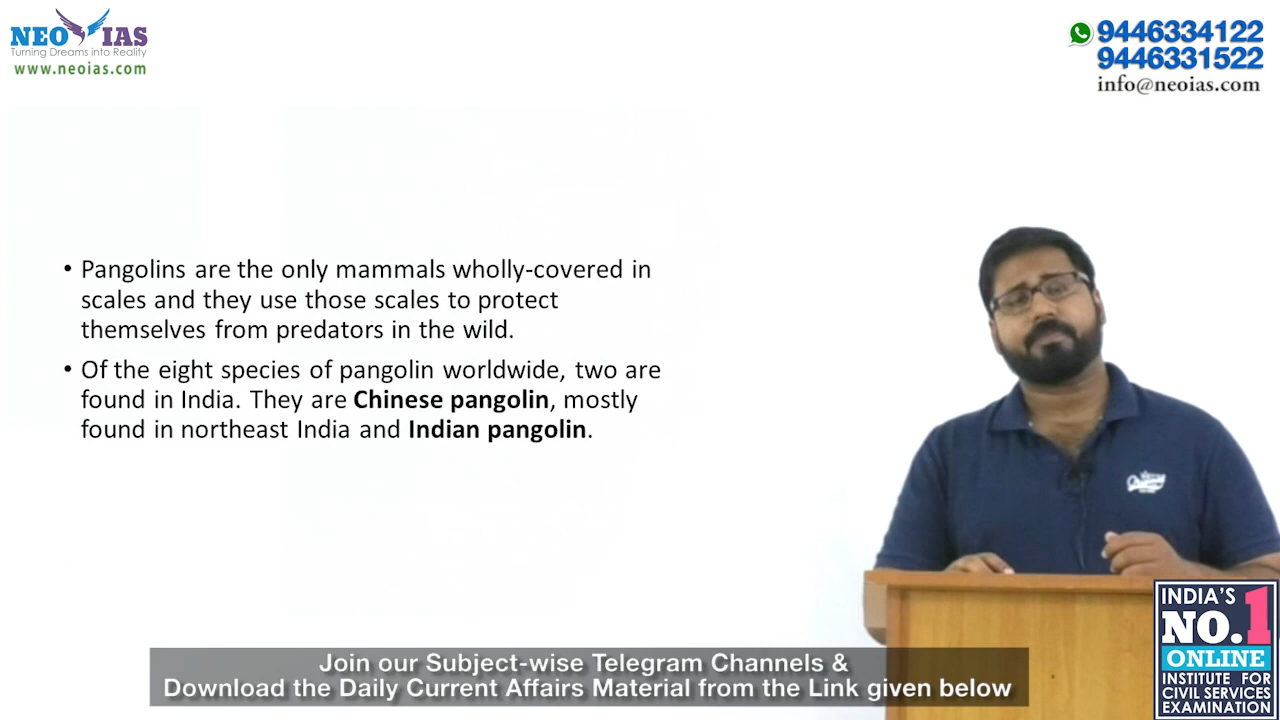 NEO IAS
Turning Dreams into Reality
www.neoias.com
9446334122
9446331522
info@neoias.com
• Pangolins are the only mammals wholly-covered in
scales and they use those scales to protect
themselves from predators in the wild.
• Of the eight species of pangolin worldwide, two are
found in India. They are Chinese pangolin, mostly
found in northeast India and Indian pangolin.
Join our Subject-wise Telegram Channels &
Download the Daily Current Affairs Material from the Link given below
INDIA'S
NO.1
ONLINE
INSTITUTE FOR
CIVIL SERVICES
EXAMINATION